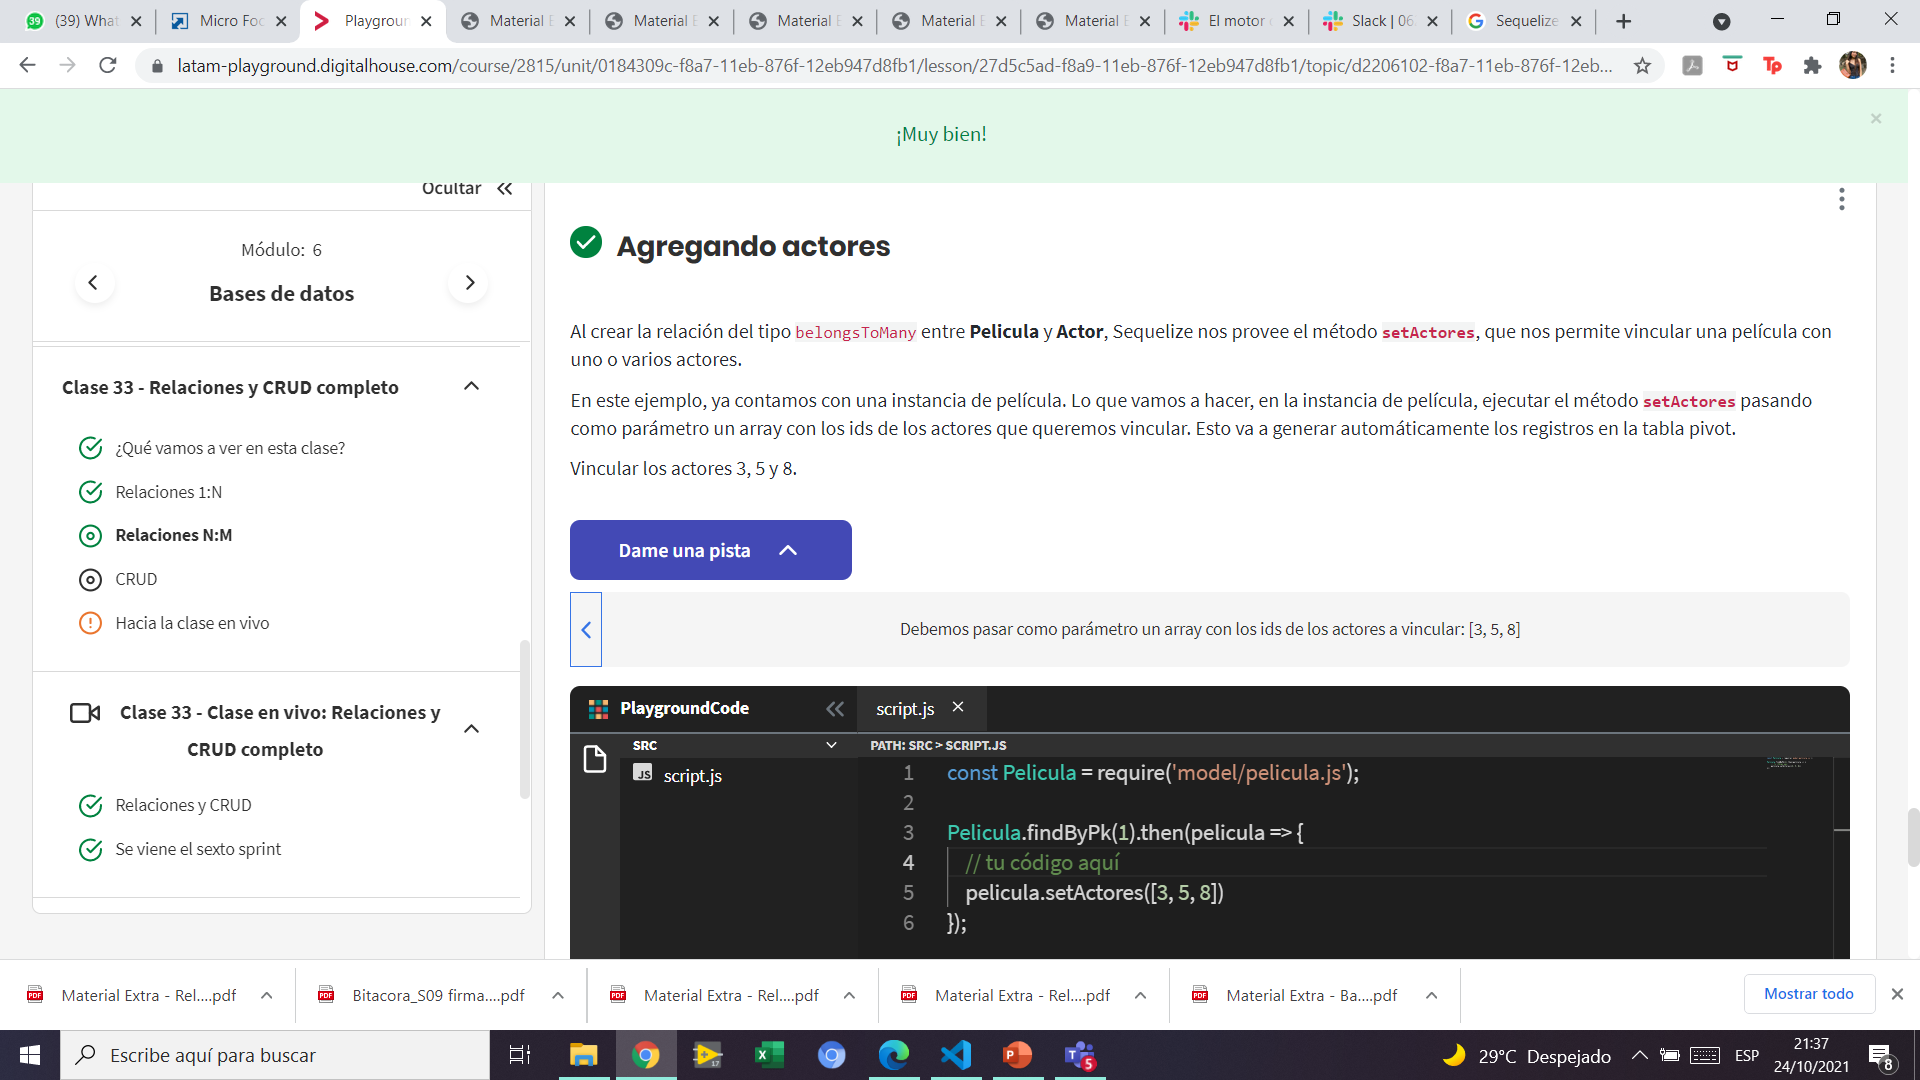 (39) What
Micro Foc
Playgroun
Material E
Material E
Material E
Material E
Material E
El motor
Slack | 06
Sequelize
latam-playground.digitalhouse.com/course/2815/unit/0184309c-f8a7-11eb-876f-12eb947d8fb1/lesson/27d5c5ad-f8a9-11eb-876f-12eb947d8fb1/topic/d2206102-f8a7-11eb-876f-12eb...
¡Muy bien!
Ocultar
Módulo: 6
Bases de datos
Clase 33 - Relaciones y CRUD completo
¿Qué vamos a ver en esta clase?
Relaciones 1:N
Relaciones N:M
CRUD
Hacia la clase en vivo
Clase 33 - Clase en vivo: Relaciones y
CRUD completo
Relaciones y CRUD
Se viene el sexto sprint
Agregando actores
Al crear la relación del tipo belongsToMany entre Pelicula y Actor, Sequelize nos provee el método setActores, que nos permite vincular una película con
uno o varios actores.
En este ejemplo, ya contamos con una instancia de película. Lo que vamos a hacer, en la instancia de película, ejecutar el método setActores pasando
como parámetro un array con los ids de los actores que queremos vincular. Esto va a generar automáticamente los registros en la tabla pivot.
Vincular los actores 3, 5 y 8.
Dame una pista
Debemos pasar como parámetro un array con los ids de los actores a vincular: [3, 5, 8]
PlaygroundCode
script.js
SRC
PATH: SRC > SCRIPT.JS
JS script.js
1 const Pelicula = require('model/pelicula.js');
2
3 Pelicula.findByPk(1).then(pelicula => {
4 // tu código aquí
5 pelicula.setActores([3, 5, 8])
6 });
Material Extra - Rel....pdf
Bitacora_S09 firma....pdf
Material Extra - Rel....pdf
Material Extra - Rel....pdf
Material Extra - Ba....pdf
Mostrar todo
Escribe aquí para buscar
29°C Despejado
ESP
21:37
24/10/2021
8